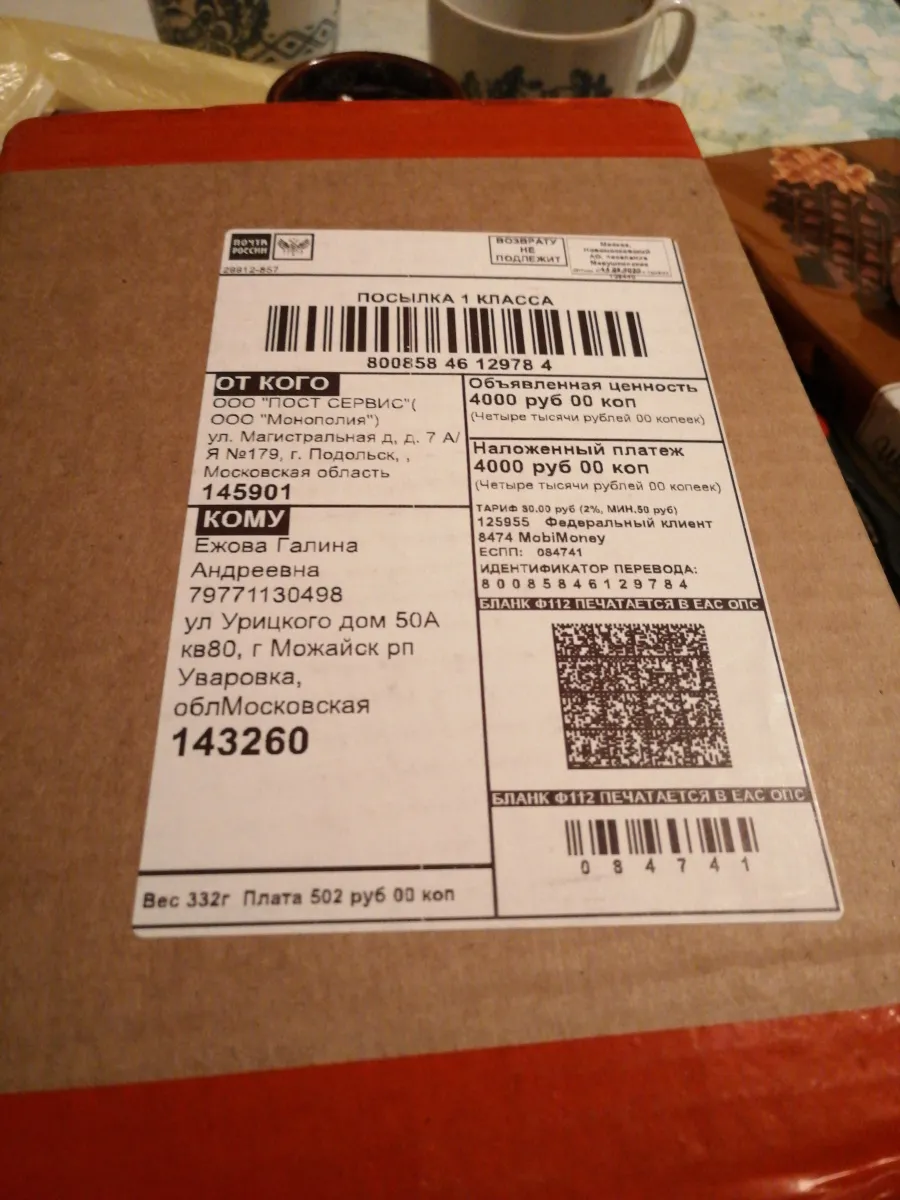 ПОЧТА
РОССИИ
29912-857
ВОЗВРАТУ
НЕ
ПОДЛЕЖИТ
Москва,
ПОСЫЛКА 1 КЛАССА
800858 46 12978 4
ОТ КОГО
ООО "ПОСТ СЕРВИС"(
ООО "Монополия")
ул. Магистральная д, д. 7 А/
Я №179, г. Подольск, ,
Московская область
145901
Объявленная ценность
4000 руб 00 коп
(Четыре тысячи рублей 00 копеек)
Наложенный платеж
4000 руб 00 коп
(Четыре тысячи рублей 00 копеек)
ТАРИФ 80.00 руб (2%, МИН.50 руб)
125955 Федеральный клиент
8474 MobiMoney
ЕСПП: 084741
ИДЕНТИФИКАТОР ПЕРЕВОДА:
80085846129784
БЛАНК Ф112 ПЕЧАТАЕТСЯ В ЕАС ОПС
КОМУ
Ежова Галина
Андреевна
79771130498
ул Урицкого дом 50А
кв80, г Можайск рп
Уваровка,
облМосковская
143260
БЛАНК Ф112 ПЕЧАТАЕТСЯ В ЕАС ОПС
084741
Вес 332г Плата 502 руб 00 коп